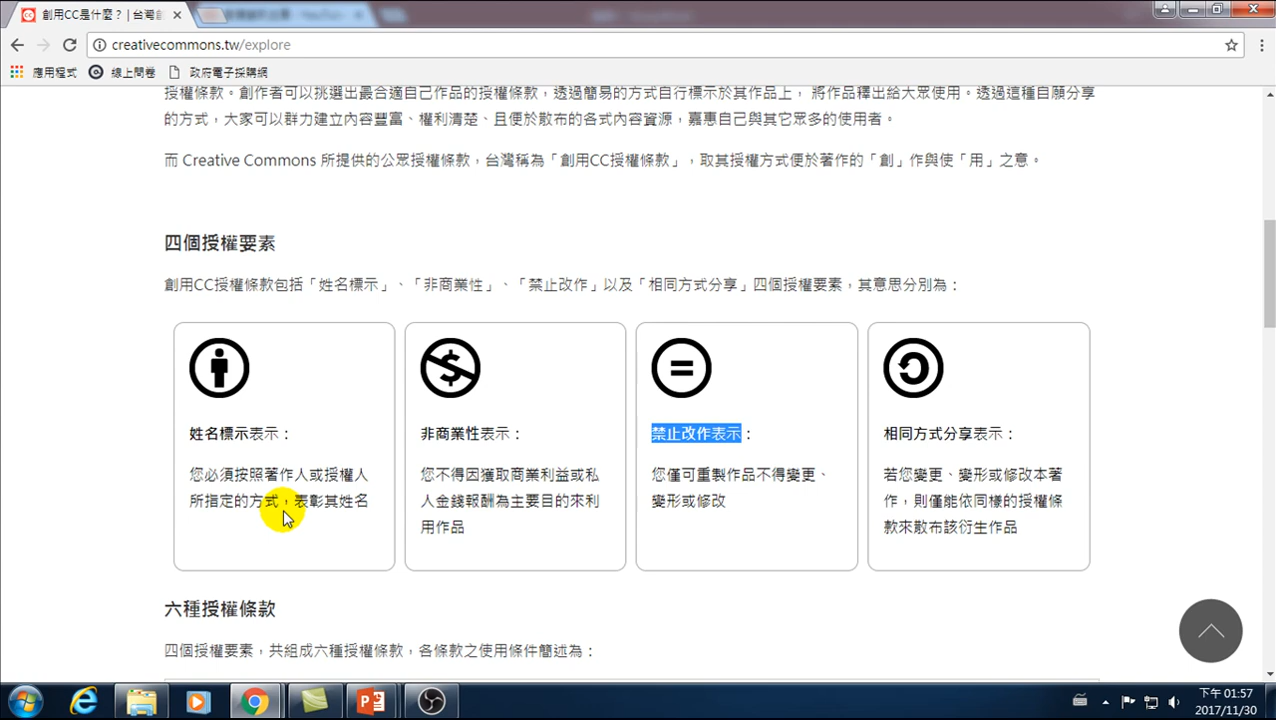 創用CC是什麼？ | 台灣創
creativecommons.tw/explore
應用程式 線上問卷 政府電子採購網
授權條款。創作者可以挑選出最合適自己作品的授權條款，透過簡易的方式自行標示於其作品上， 將作品釋出給大眾使用。透過這種自願分享
的方式，大家可以群力建立內容豐富、權利清楚、且便於散布的各式內容資源，嘉惠自己與其它眾多的使用者。
而 Creative Commons 所提供的公眾授權條款，台灣稱為「創用CC授權條款」，取其授權方式便於著作的「創」作與使「用」之意。
四個授權要素
創用CC授權條款包括「姓名標示」、「非商業性」、「禁止改作」以及「相同方式分享」四個授權要素，其意思分別為：
姓名標示表示：
您必須按照著作人或授權人
所指定的方式，表彰其姓名
非商業性表示：
您不得因獲取商業利益或私
人金錢報酬為主要目的來利
用作品
禁止改作表示：
您僅可重製作品不得變更、
變形或修改
相同方式分享表示：
若您變更、變形或修改本著
作，則僅能依同樣的授權條
款來散布該衍生作品
六種授權條款
四個授權要素，共組成六種授權條款，各條款之使用條件簡述為：
下午 01:57
2017/11/30